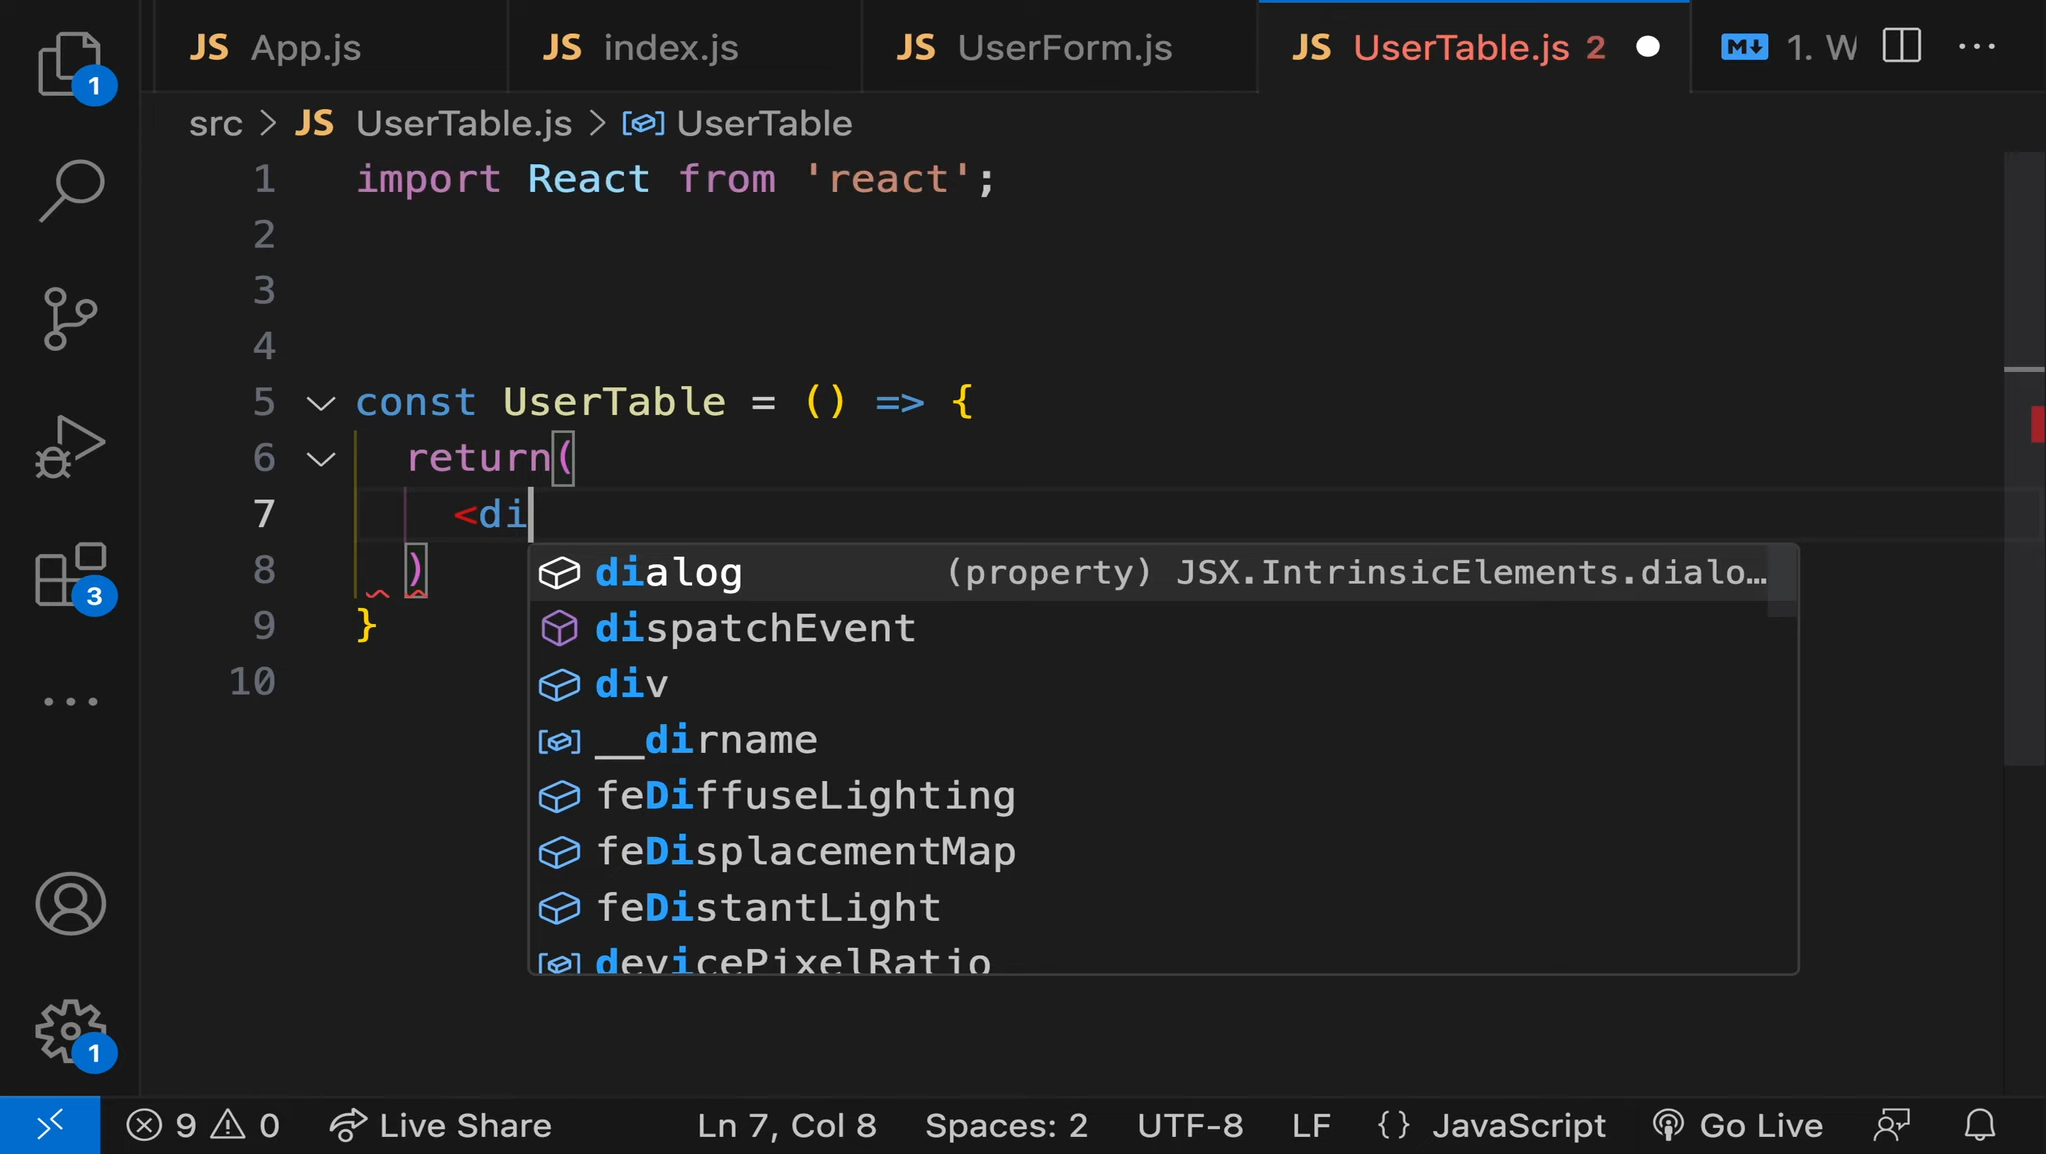 JS App.js JS index.js JS UserForm.js JS UserTable.js 2 M↓ 1. W ...
1
src > JS UserTable.js > UserTable
1 import React from 'react';
2
3
4
5 const UserTable = () => {
6 return(
7 <di
8 )
9 }
10
dialog (property) JSX.IntrinsicElements.dialo…
dispatchEvent
div
__dirname
feDiffuseLighting
feDisplacementMap
feDistantLight
devicePixelRatio
3
1
9 0 Live Share Ln 7, Col 8 Spaces: 2 UTF-8 LF {} JavaScript Go Live